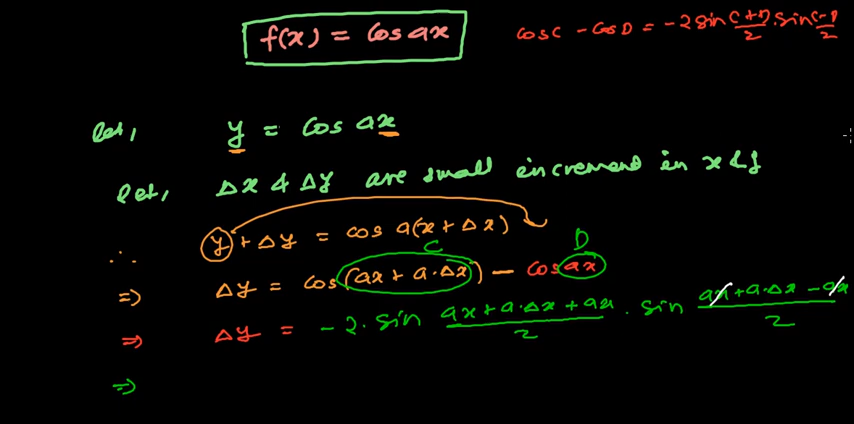 f(x) = Cos ax
cosC - CosD = -2 sin C+D/2 . sin C-D/2
let, y = cos ax
let, Δx & Δy are small increment in x & y
∴ y + Δy = cos a(x + Δx)
C D
⇒ Δy = cos(ax + a·Δx) - cos ax
⇒ Δy = -2· sin ax + a·Δx + ax/2 . sin ax + a·Δx - ax/2
⇒